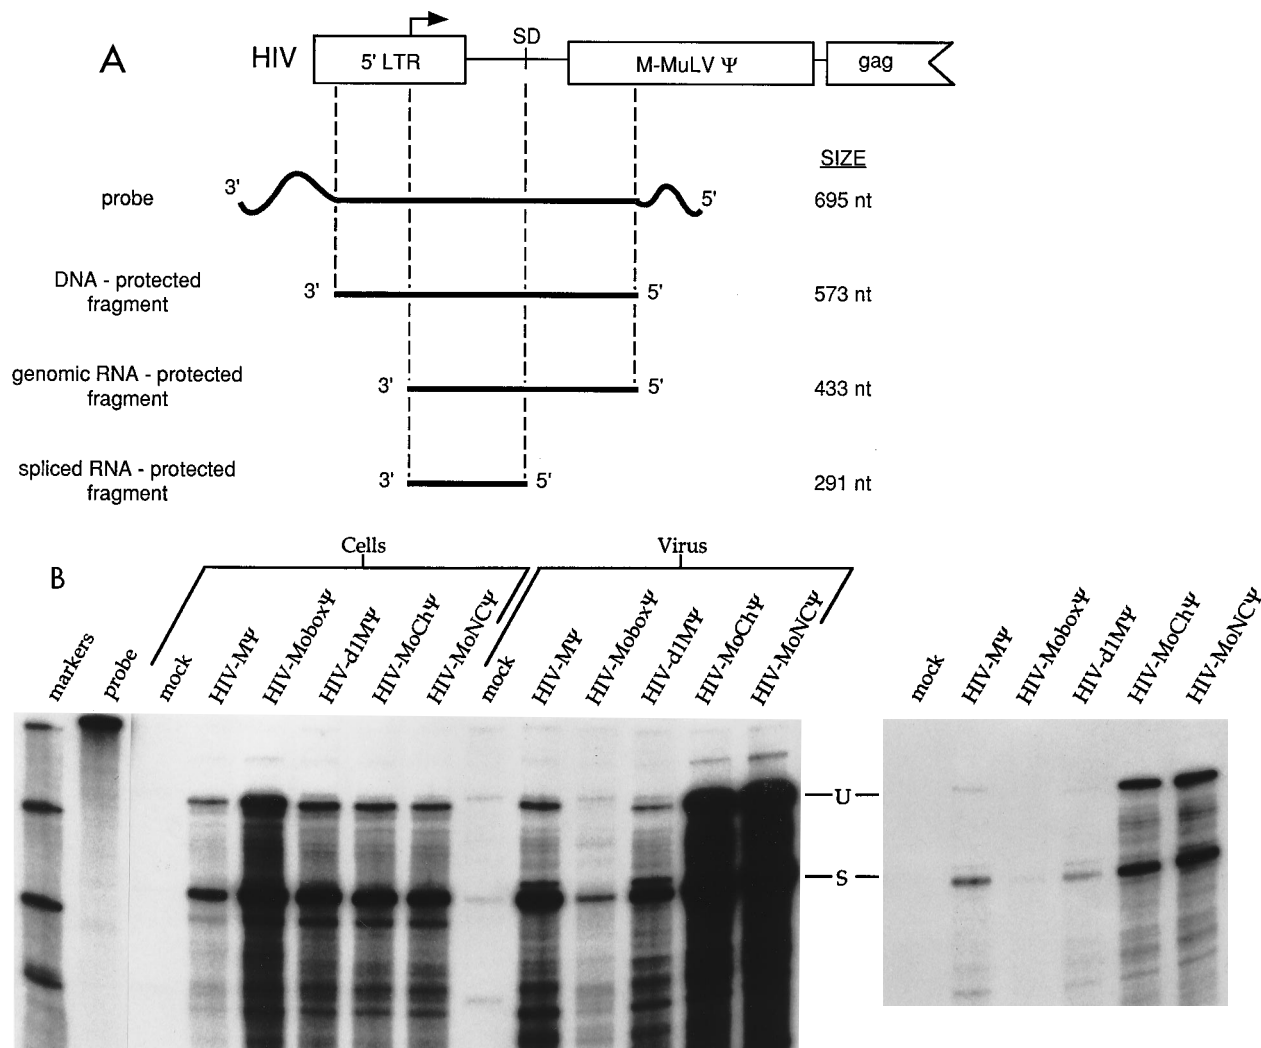 A
HIV
5' LTR
SD
M-MuLV Ψ
gag
SIZE
probe
3'
5'
695 nt
DNA - protected
fragment
3'
5'
573 nt
genomic RNA - protected
fragment
3'
5'
433 nt
spliced RNA - protected
fragment
3'
5'
291 nt
B
Cells
Virus
markers
probe
mock
HIV-MΨ
HIV-MoboxΨ
HIV-d1MΨ
HIV-MoChΨ
HIV-MoNCΨ
mock
HIV-MΨ
HIV-MoboxΨ
HIV-d1MΨ
HIV-MoChΨ
HIV-MoNCΨ
mock
HIV-MΨ
HIV-MoboxΨ
HIV-d1MΨ
HIV-MoChΨ
HIV-MoNCΨ
U
S